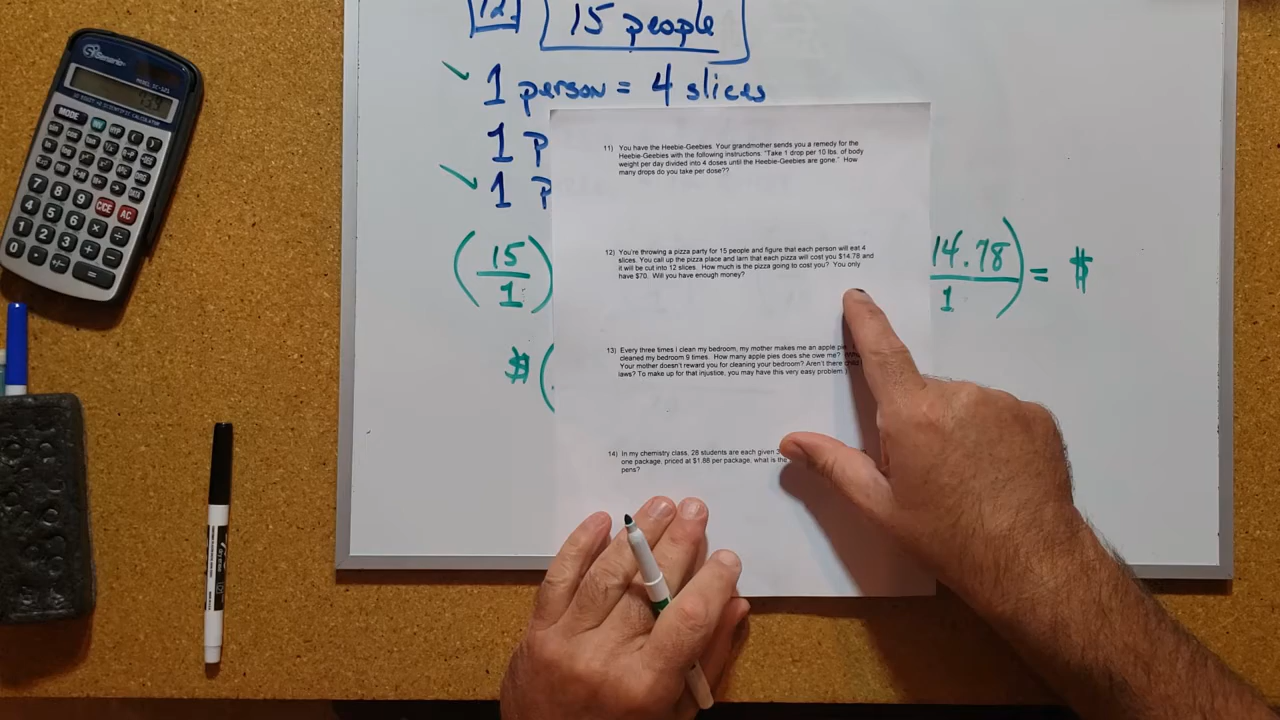 12.
15 people
1 person = 4 slices
1 p
1 p
(15/1)
14.78/1) = $
$(
MODE
11) You have the Heebie-Geebies. Your grandmother sends you a remedy for the
Heebie-Geebies with the following instructions. "Take 1 drop per 10 lbs. of body
weight per day divided into 4 doses until the Heebie-Geebies are gone." How
many drops do you take per dose??
12) You're throwing a pizza party for 15 people and figure that each person will eat 4
slices. You call up the pizza place and larn that each pizza will cost you $14.78 and
it will be cut into 12 slices. How much is the pizza going to cost you? You only
have $70. Will you have enough money?
13) Every three times I clean my bedroom, my mother makes me an apple pie
cleaned my bedroom 9 times. How many apple pies does she owe me?
Your mother doesn't reward you for cleaning your bedroom? Aren't there
laws? To make up for that injustice, you may have this very easy problem.)
14) In my chemistry class, 28 students are each given 3
one package, priced at $1.88 per package, what is the
pens?